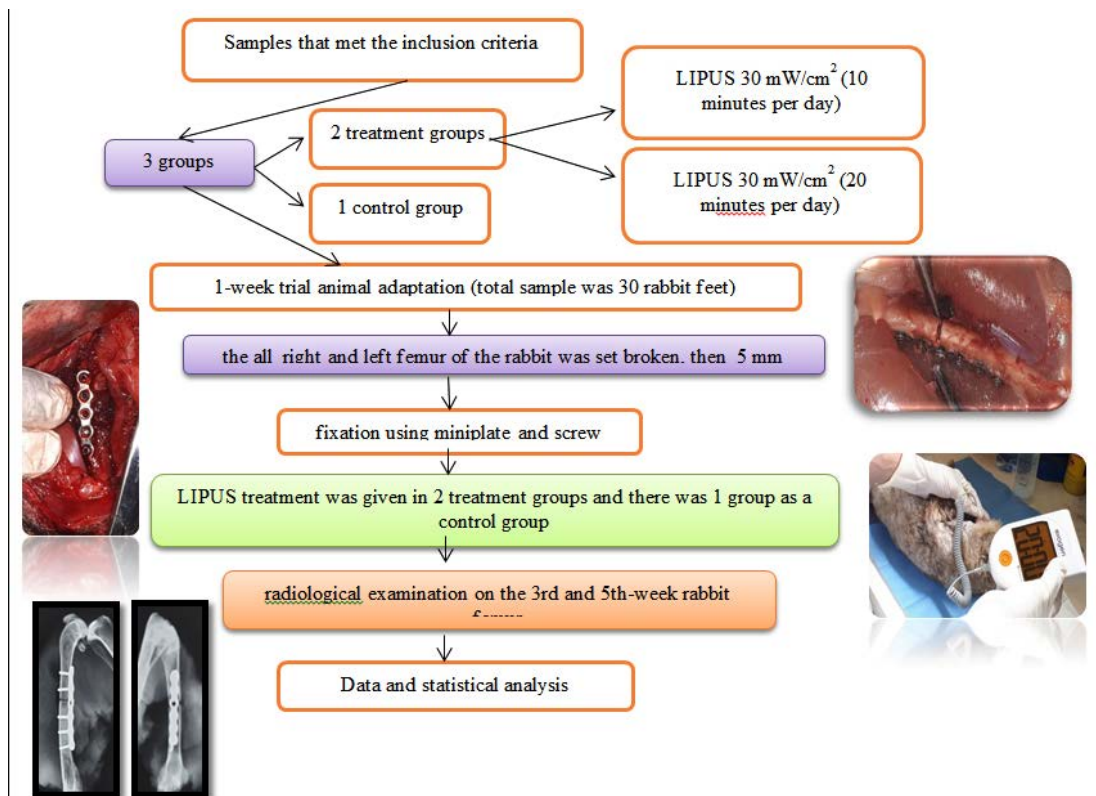 Samples that met the inclusion criteria
LIPUS 30 mW/cm² (10
minutes per day)
2 treatment groups
3 groups
LIPUS 30 mW/cm² (20
minutes per day)
1 control group
1-week trial animal adaptation (total sample was 30 rabbit feet)
the all right and left femur of the rabbit was set broken, then 5 mm
fixation using miniplate and screw
LIPUS treatment was given in 2 treatment groups and there was 1 group as a
control group
radiological examination on the 3rd and 5th-week rabbit
Data and statistical analysis